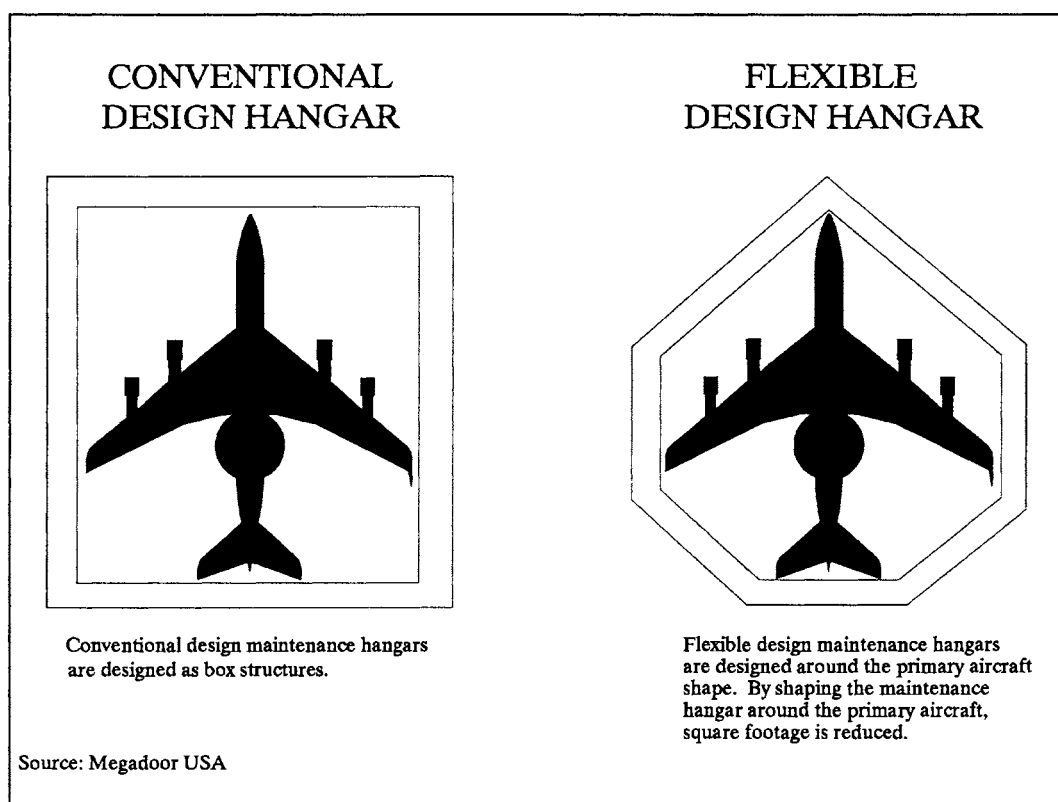 CONVENTIONAL
DESIGN HANGAR
FLEXIBLE
DESIGN HANGAR
Conventional design maintenance hangars
are designed as box structures.
Flexible design maintenance hangars
are designed around the primary aircraft
shape. By shaping the maintenance
hangar around the primary aircraft,
square footage is reduced.
Source: Megadoor USA